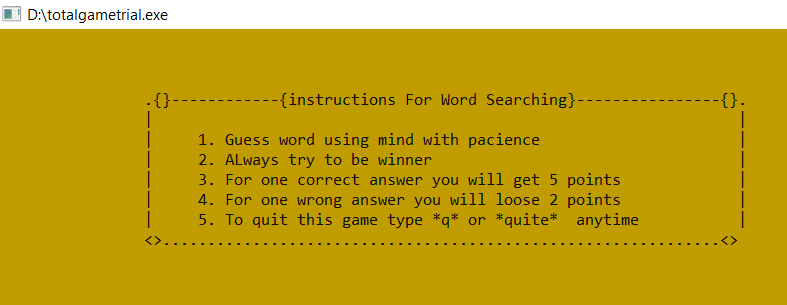 D:\totalgametrial.exe
.{}------------{instructions For Word Searching}----------------{}.
1. Guess word using mind with pacience
2. ALways try to be winner
3. For one correct answer you will get 5 points
4. For one wrong answer you will loose 2 points
5. To quit this game type *q* or *quite*  anytime
<>..............................................................<>